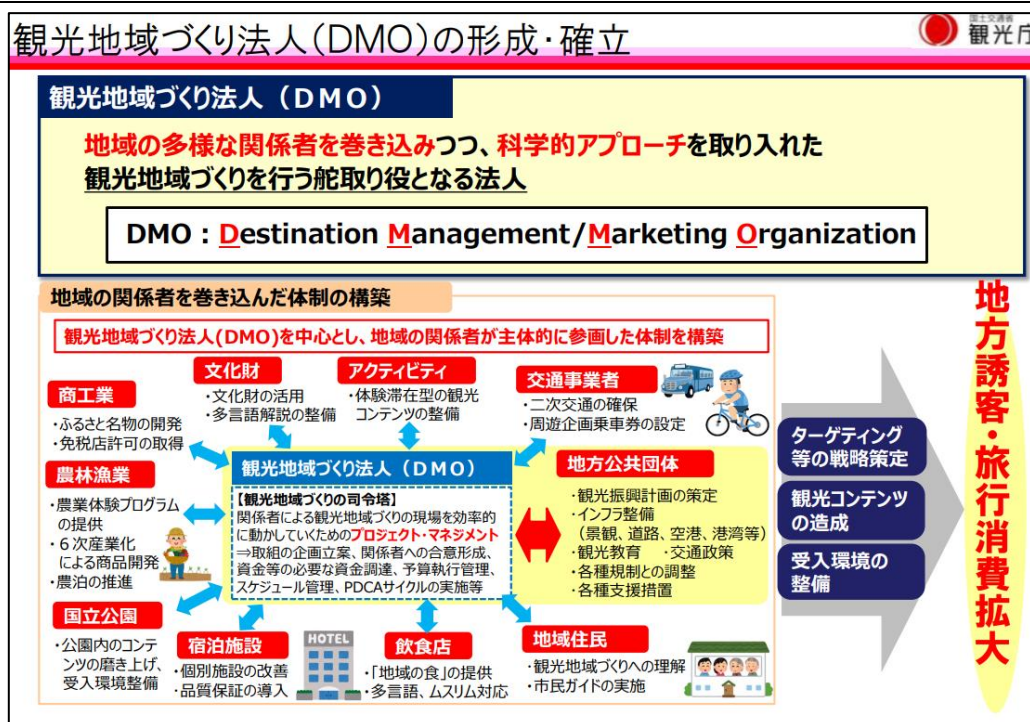 観光地域づくり法人(DMO)の形成・確立
国土交通省
観光庁
観光地域づくり法人（DMO）
地域の多様な関係者を巻き込みつつ、科学的アプローチを取り入れた
観光地域づくりを行う舵取り役となる法人
DMO : Destination Management/Marketing Organization
地域の関係者を巻き込んだ体制の構築
観光地域づくり法人(DMO)を中心とし、地域の関係者が主体的に参画した体制を構築
商工業
・ふるさと名物の開発
・免税店許可の取得
文化財
・文化財の活用
・多言語解説の整備
アクティビティ
・体験滞在型の観光
コンテンツの整備
交通事業者
・二次交通の確保
・周遊企画乗車券の設定
農林漁業
・農業体験プログラム
の提供
・６次産業化
による商品開発
・農泊の推進
観光地域づくり法人（DMO）
【観光地域づくりの司令塔】
関係者による観光地域づくりの現場を効率的
に動かしていくためのプロジェクト・マネジメント
⇒取組の企画立案、関係者への合意形成、
資金等の必要な資金調達、予算執行管理、
スケジュール管理、PDCAサイクルの実施等
地方公共団体
・観光振興計画の策定
・インフラ整備
（景観、道路、空港、港湾等）
・観光教育　・交通政策
・各種規制との調整
・各種支援措置
国立公園
・公園内のコンテ
ンツの磨き上げ、
受入環境整備
宿泊施設
・個別施設の改善
・品質保証の導入
HOTEL
飲食店
・「地域の食」の提供
・多言語、ムスリム対応
地域住民
・観光地域づくりへの理解
・市民ガイドの実施
ターゲティング
等の戦略策定
観光コンテンツ
の造成
受入環境の
整備
地方誘客・旅行消費拡大